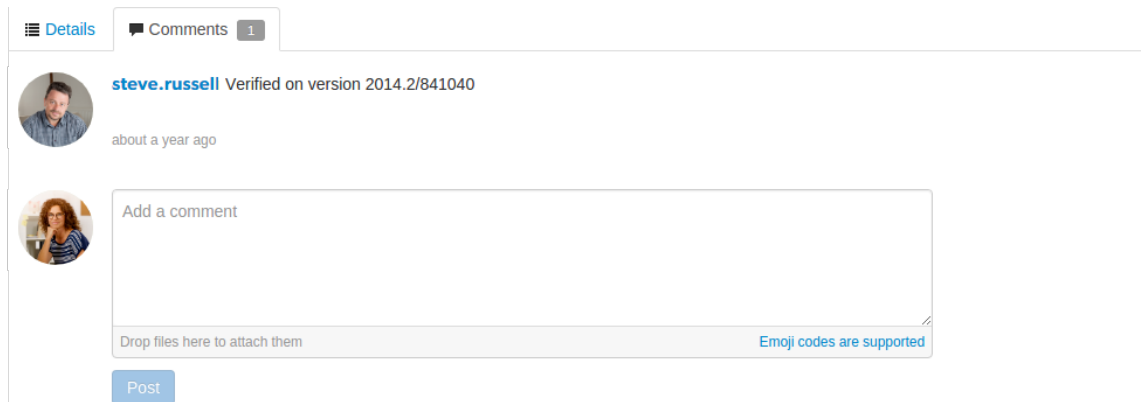 Details
Comments 1
steve.russell Verified on version 2014.2/841040
about a year ago
Add a comment
Drop files here to attach them
Emoji codes are supported
Post